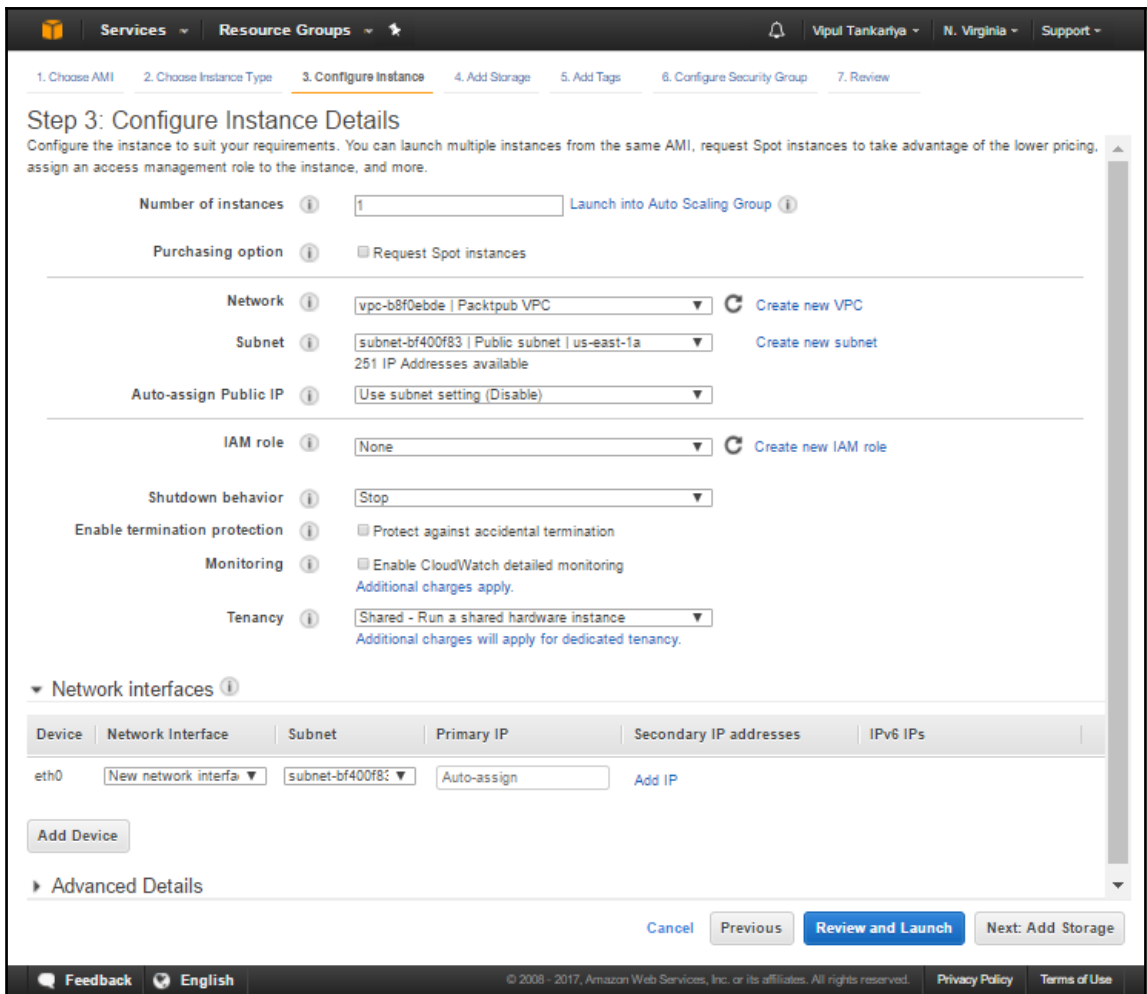 Services Resource Groups Vipul Tankariya N. Virginia Support
1. Choose AMI 2. Choose Instance Type 3. Configure Instance 4. Add Storage 5. Add Tags 6. Configure Security Group 7. Review
Step 3: Configure Instance Details
Configure the instance to suit your requirements. You can launch multiple instances from the same AMI, request Spot instances to take advantage of the lower pricing,
assign an access management role to the instance, and more.
Number of instances 1 Launch into Auto Scaling Group
Purchasing option Request Spot instances
Network vpc-b8f0ebde | Packtpub VPC Create new VPC
Subnet subnet-bf400f83 | Public subnet | us-east-1a Create new subnet
251 IP Addresses available
Auto-assign Public IP Use subnet setting (Disable)
IAM role None Create new IAM role
Shutdown behavior Stop
Enable termination protection Protect against accidental termination
Monitoring Enable CloudWatch detailed monitoring
Additional charges apply.
Tenancy Shared - Run a shared hardware instance
Additional charges will apply for dedicated tenancy.
Network interfaces
Device Network Interface Subnet Primary IP Secondary IP addresses IPv6 IPs
eth0 New network interfa subnet-bf400f83 Auto-assign Add IP
Add Device
Advanced Details
Cancel Previous Review and Launch Next: Add Storage
Feedback English © 2008 - 2017, Amazon Web Services, Inc. or its affiliates. All rights reserved. Privacy Policy Terms of Use